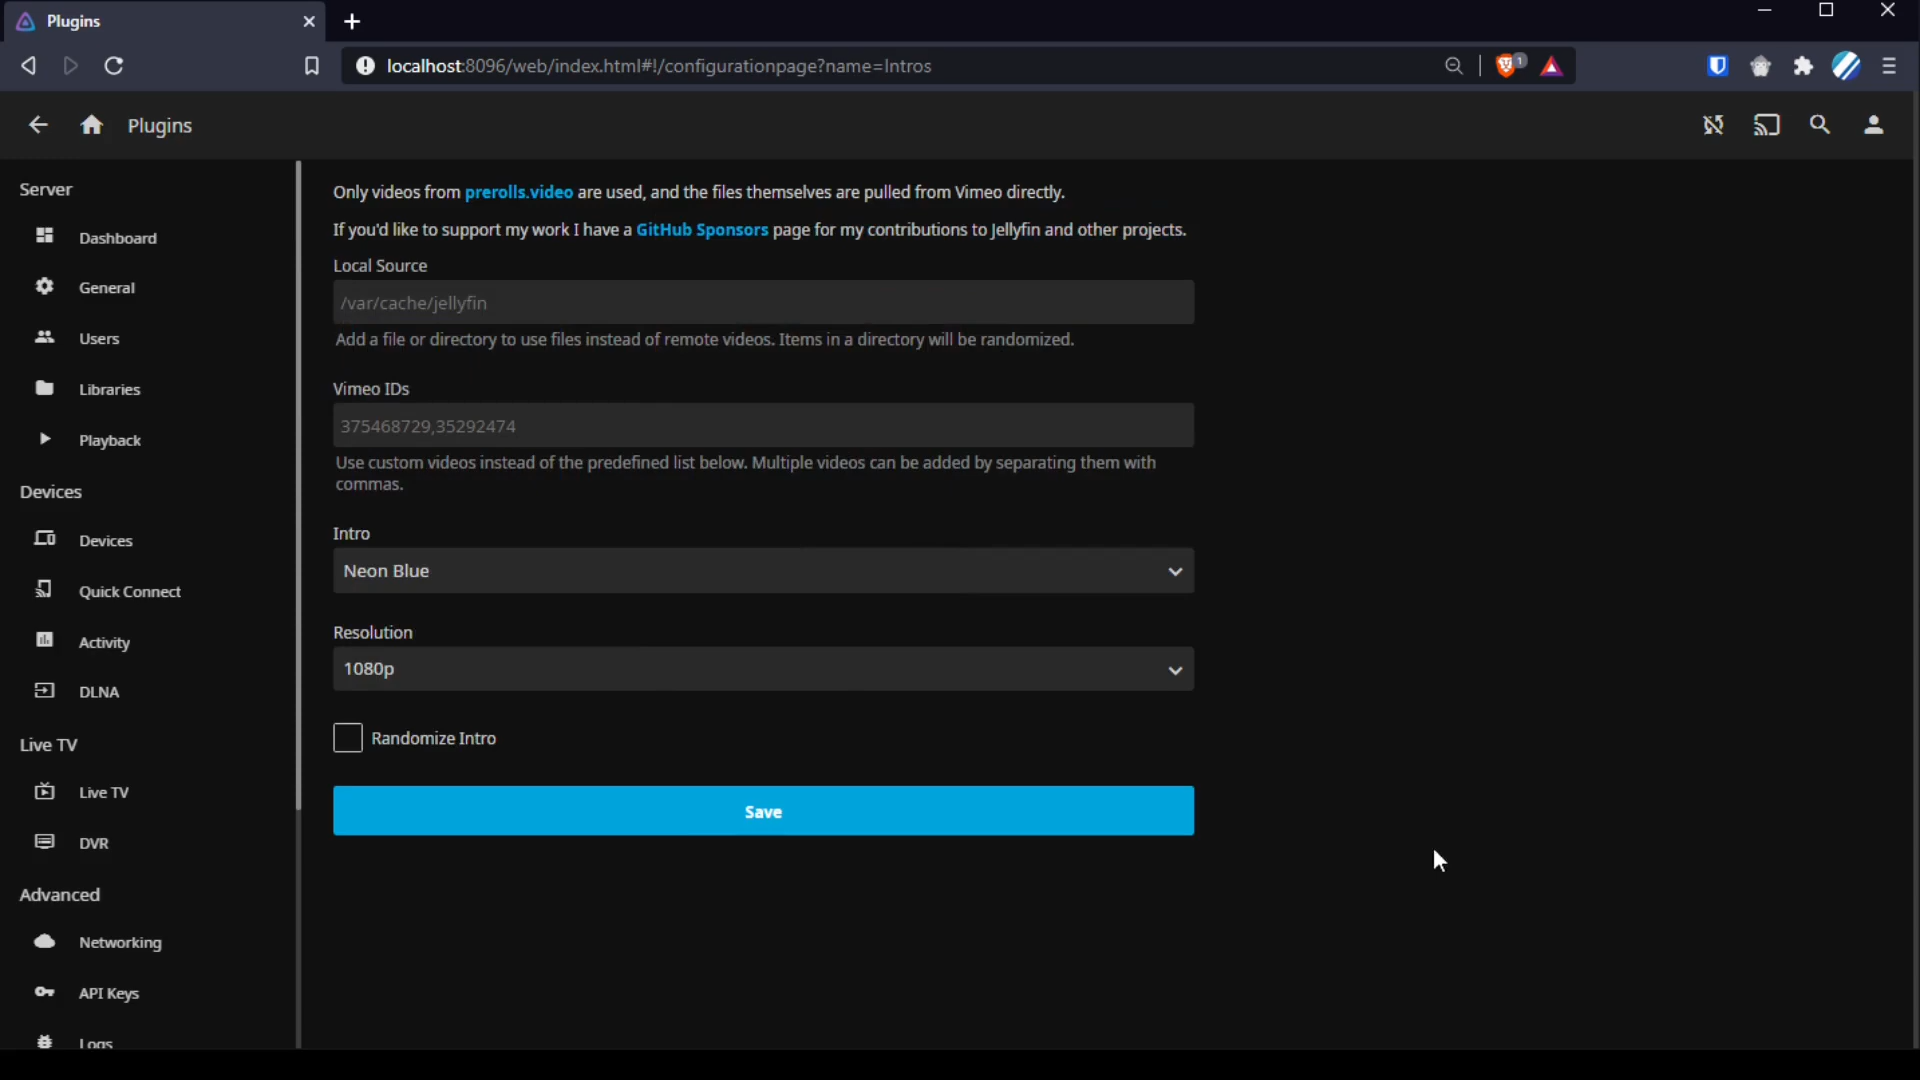 Plugins
localhost:8096/web/index.html#!/configurationpage?name=Intros
1
Plugins
Server
Dashboard
General
Users
Libraries
Playback
Devices
Devices
Quick Connect
Activity
DLNA
Live TV
Live TV
DVR
Advanced
Networking
API Keys
Logs
Only videos from prerolls.video are used, and the files themselves are pulled from Vimeo directly.
If you'd like to support my work I have a GitHub Sponsors page for my contributions to Jellyfin and other projects.
Local Source
/var/cache/jellyfin
Add a file or directory to use files instead of remote videos. Items in a directory will be randomized.
Vimeo IDs
375468729,35292474
Use custom videos instead of the predefined list below. Multiple videos can be added by separating them with
commas.
Intro
Neon Blue
Resolution
1080p
Randomize Intro
Save